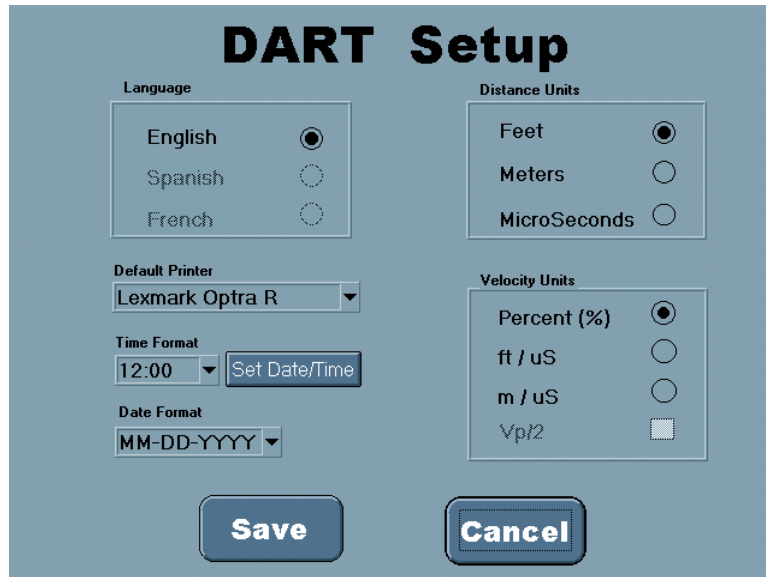 DART Setup
Language
English
Spanish
French
Distance Units
Feet
Meters
MicroSeconds
Default Printer
Lexmark Optra R
Time Format
12:00 Set Date/Time
Date Format
MM-DD-YYYY
Velocity Units
Percent (%)
ft / uS
m / uS
Vp/2
Save
Cancel